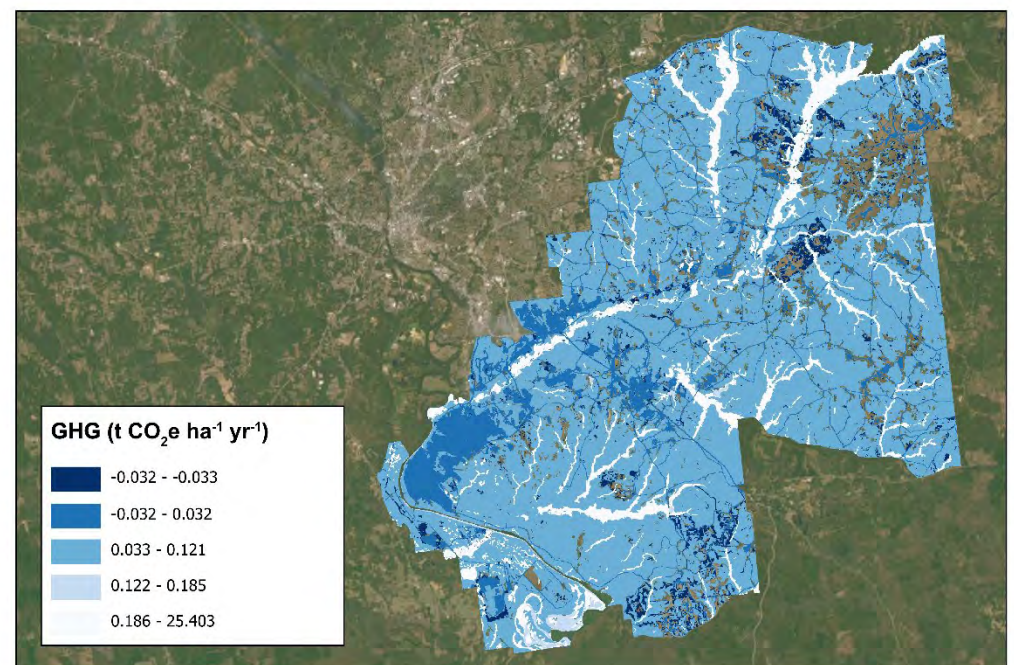 GHG (t CO₂e ha⁻¹ yr⁻¹)
-0.032 - -0.033
-0.032 - 0.032
0.033 - 0.121
0.122 - 0.185
0.186 - 25.403